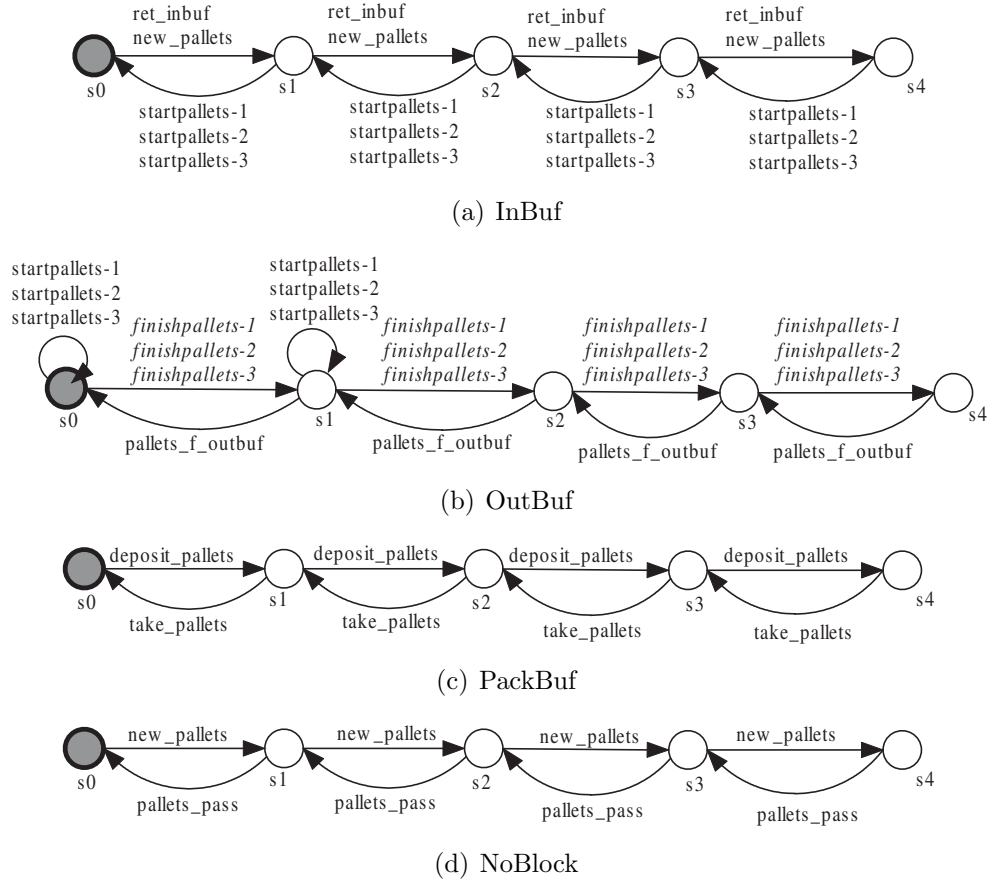 ret_inbuf
new_pallets
ret_inbuf
new_pallets
ret_inbuf
new_pallets
ret_inbuf
new_pallets
s0
s1
s2
s3
s4
startpallets-1
startpallets-2
startpallets-3
startpallets-1
startpallets-2
startpallets-3
startpallets-1
startpallets-2
startpallets-3
startpallets-1
startpallets-2
startpallets-3
(a) InBuf
startpallets-1
startpallets-2
startpallets-3
startpallets-1
startpallets-2
startpallets-3
finishpallets-1
finishpallets-2
finishpallets-3
finishpallets-1
finishpallets-2
finishpallets-3
finishpallets-1
finishpallets-2
finishpallets-3
finishpallets-1
finishpallets-2
finishpallets-3
s0
s1
s2
s3
s4
pallets_f_outbuf
pallets_f_outbuf
pallets_f_outbuf
pallets_f_outbuf
(b) OutBuf
deposit_pallets
deposit_pallets
deposit_pallets
deposit_pallets
s0
s1
s2
s3
s4
take_pallets
take_pallets
take_pallets
take_pallets
(c) PackBuf
new_pallets
new_pallets
new_pallets
new_pallets
s0
s1
s2
s3
s4
pallets_pass
pallets_pass
pallets_pass
pallets_pass
(d) NoBlock